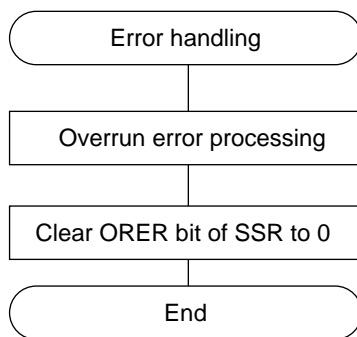 Error handling
Overrun error processing
Clear ORER bit of SSR to 0
End